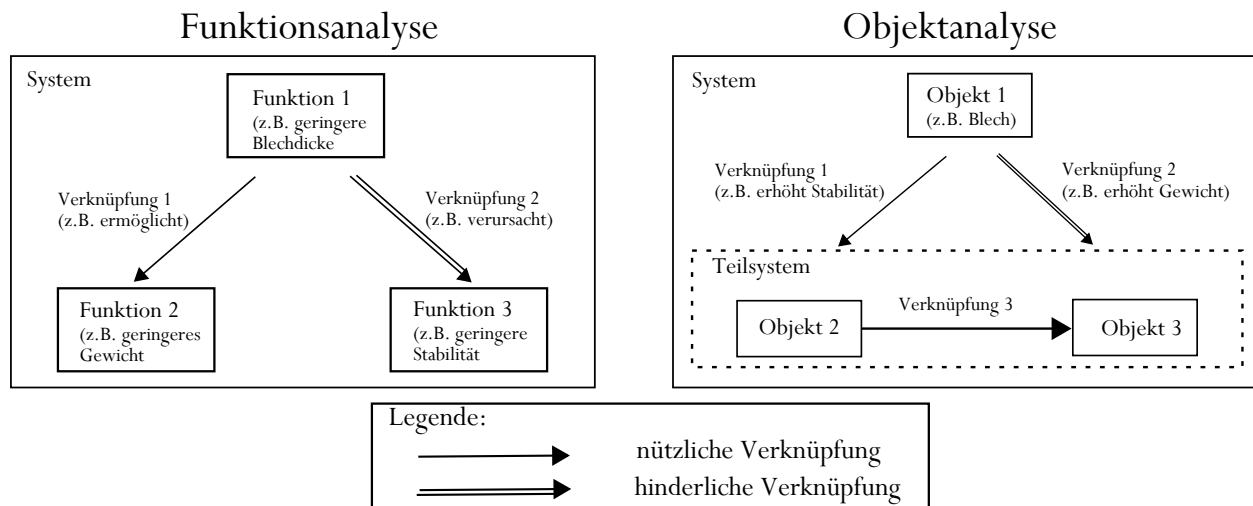 Funktionsanalyse
System
Funktion 1
(z.B. geringere
Blechdicke
Verknüpfung 1
(z.B. ermöglicht)
Verknüpfung 2
(z.B. verursacht)
Funktion 2
(z.B. geringeres
Gewicht
Funktion 3
(z.B. geringere
Stabilität
Objektanalyse
System
Objekt 1
(z.B. Blech)
Verknüpfung 1
(z.B. erhöht Stabilität)
Verknüpfung 2
(z.B. erhöht Gewicht)
Teilsystem
Objekt 2
Verknüpfung 3
Objekt 3
Legende:
nützliche Verknüpfung
hinderliche Verknüpfung